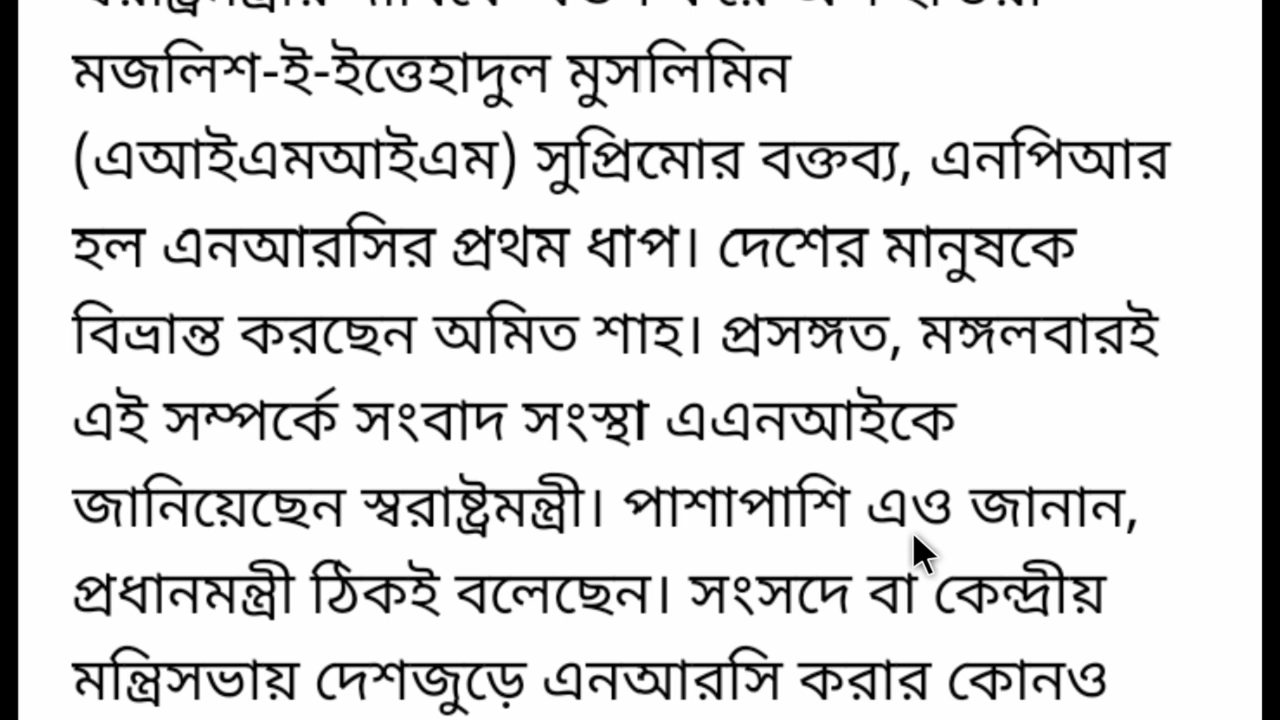 মজলিশ-ই-ইত্তেহাদুল মুসলিমিন
(এআইএমআইএম) সুপ্রিমোর বক্তব্য, এনপিআর
হল এনআরসির প্রথম ধাপ। দেশের মানুষকে
বিভ্রান্ত করছেন অমিত শাহ। প্রসঙ্গত, মঙ্গলবারই
এই সম্পর্কে সংবাদ সংস্থা এএনআইকে
জানিয়েছেন স্বরাষ্ট্রমন্ত্রী। পাশাপাশি এও জানান,
প্রধানমন্ত্রী ঠিকই বলেছেন। সংসদে বা কেন্দ্রীয়
মন্ত্রিসভায় দেশজুড়ে এনআরসি করার কোনও